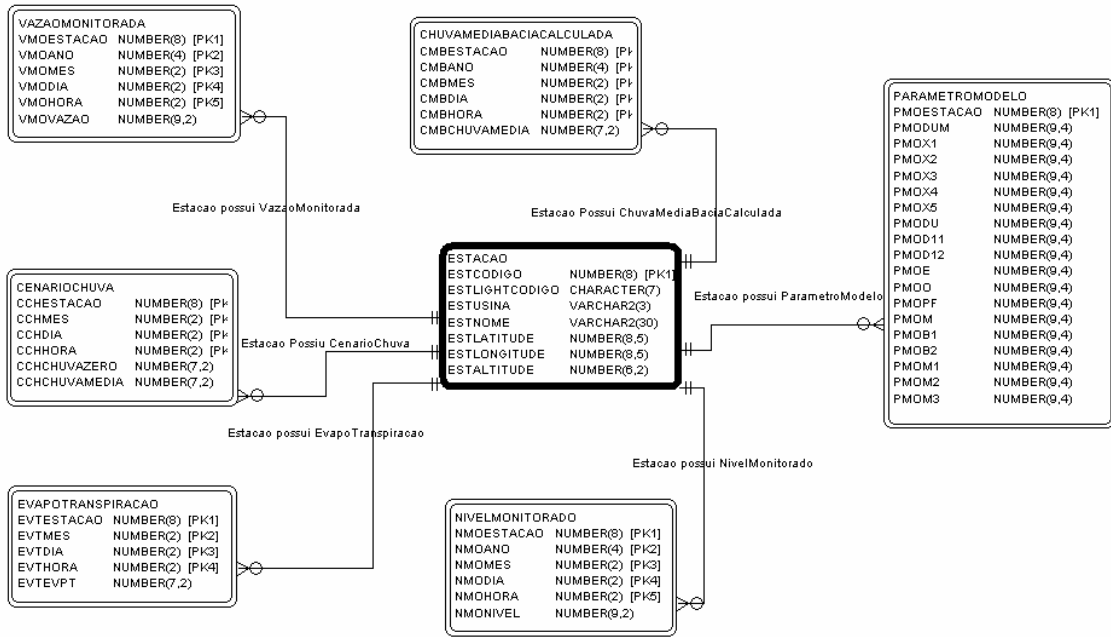 VAZAOMONITORADA
VMOESTACAO NUMBER(8) [PK1]
VMOANO NUMBER(4) [PK2]
VMOMES NUMBER(2) [PK3]
VMODIA NUMBER(2) [PK4]
VMOHORA NUMBER(2) [PK5]
VMOVAZAO NUMBER(9,2)
CHUVAMEDIABACIACALCULADA
CMBESTACAO NUMBER(8) [PK
CMBANO NUMBER(4) [PK
CMBMES NUMBER(2) [PK
CMBDIA NUMBER(2) [PK
CMBHORA NUMBER(2) [PK
CMBCHUVAMEDIA NUMBER(7,2)
PARAMETROMODELO
PMOESTACAO NUMBER(8) [PK1]
PMODUM NUMBER(9,4)
PMOX1 NUMBER(9,4)
PMOX2 NUMBER(9,4)
PMOX3 NUMBER(9,4)
PMOX4 NUMBER(9,4)
PMOX5 NUMBER(9,4)
PMODU NUMBER(9,4)
PMOD11 NUMBER(9,4)
PMOD12 NUMBER(9,4)
PMOE NUMBER(9,4)
PMOO NUMBER(9,4)
PMOPF NUMBER(9,4)
PMOM NUMBER(9,4)
PMOB1 NUMBER(9,4)
PMOB2 NUMBER(9,4)
PMOM1 NUMBER(9,4)
PMOM2 NUMBER(9,4)
PMOM3 NUMBER(9,4)
Estacao possui VazaoMonitorada
Estacao Possui ChuvaMediaBaciaCalculada
ESTACAO
ESTCODIGO NUMBER(8) [PK1]
ESTLIGHTCODIGO CHARACTER(7)
ESTUSINA VARCHAR2(3)
ESTNOME VARCHAR2(30)
ESTLATITUDE NUMBER(8,5)
ESTLONGITUDE NUMBER(8,5)
ESTALTITUDE NUMBER(6,2)
Estacao possui ParametroModelo
CENARIOCHUVA
CCHESTACAO NUMBER(8) [PK
CCHMES NUMBER(2) [PK
CCHDIA NUMBER(2) [PK
CCHHORA NUMBER(2) [PK
CCHCHUVAZERO NUMBER(7,2)
CCHCHUVAMEDIA NUMBER(7,2)
Estacao Possiu CenarioChuva
Estacao possui EvapoTranspiracao
Estacao possui NivelMonitorado
EVAPOTRANSPIRACAO
EVTESTACAO NUMBER(8) [PK1]
EVTMES NUMBER(2) [PK2]
EVTDIA NUMBER(2) [PK3]
EVTHORA NUMBER(2) [PK4]
EVTEVPT NUMBER(7,2)
NIVELMONITORADO
NMOESTACAO NUMBER(8) [PK1]
NMOANO NUMBER(4) [PK2]
NMOMES NUMBER(2) [PK3]
NMODIA NUMBER(2) [PK4]
NMOHORA NUMBER(2) [PK5]
NMONIVEL NUMBER(9,2)